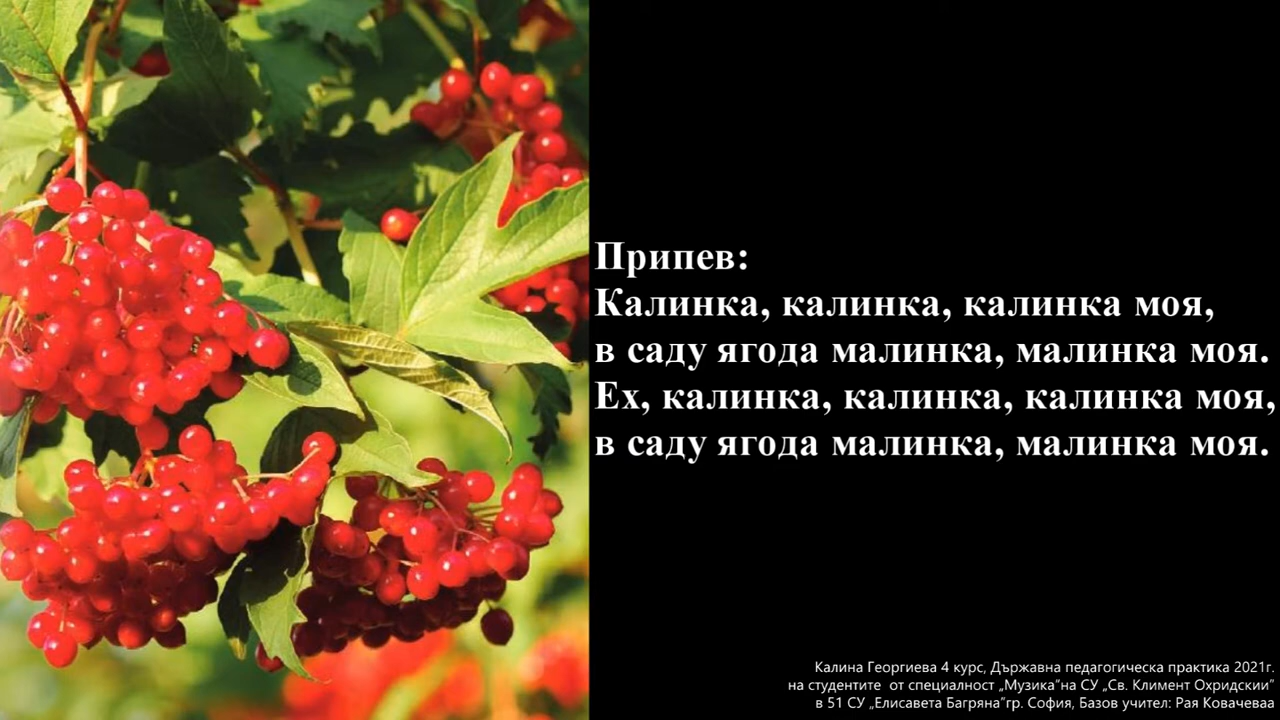 Припев:
Калинка, калинка, калинка моя,
в саду ягода малинка, малинка моя.
Ех, калинка, калинка, калинка моя,
в саду ягода малинка, малинка моя.
Калина Георгиева 4 курс, Държавна педагогическа практика 2021г.
на студентите от специалност „Музика"на СУ „Св. Климент Охридскии"
в 51 СУ „Елисавета Багряна"гр. София, Базов учител: Рая Ковачеваа